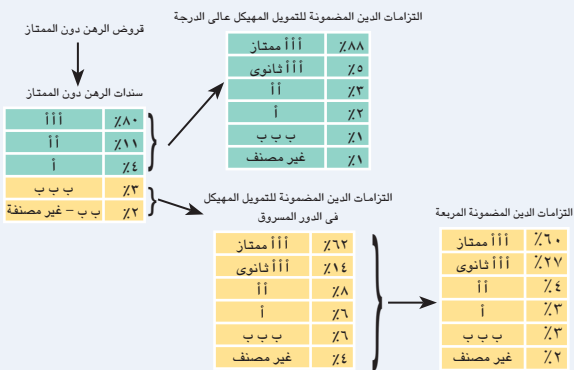 التزامات الدين المضمونة للتمويل المهيكل عالى الدرجة
قروض الرهن دون الممتاز
٪٨٨ أأأ ممتاز
٪٥ أأأ ثانوى
٪٣ أأ
٪٢ أ
٪١ ب ب ب
٪١ غير مصنف
سندات الرهن دون الممتاز
٪٨٠ أأأ
٪١١ أأ
٪٤ أ
٪٣ ب ب ب
٪٢ ب ب – غير مصنفة
التزامات الدين المضمونة للتمويل المهيكل
فى الدور المسروق
٪٦٢ أأأ ممتاز
٪١٤ أأأ ثانوى
٪٨ أأ
٪٦ أ
٪٦ ب ب ب
٪٤ غير مصنف
التزامات الدين المضمونة المربعة
٪٦٠ أأأ ممتاز
٪٢٧ أأأ ثانوى
٪٤ أأ
٪٣ أ
٪٣ ب ب ب
٪٢ غير مصنف